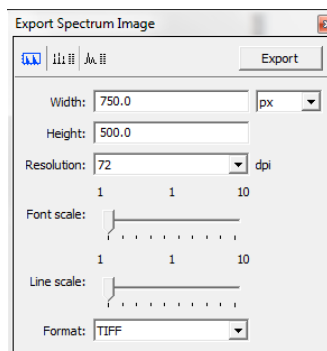 Export Spectrum Image
Export
Width: 750.0 px
Height: 500.0
Resolution: 72 dpi
1 1 10
Font scale:
1 1 10
Line scale:
Format: TIFF